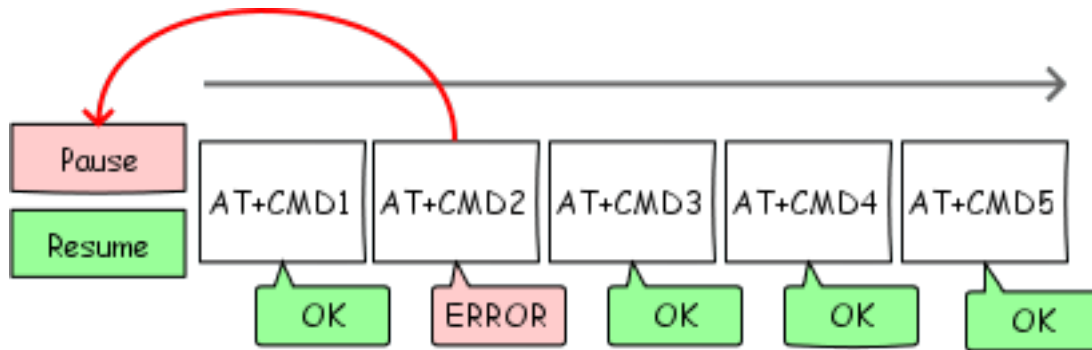 Pause
Resume
AT+CMD1
AT+CMD2
AT+CMD3
AT+CMD4
AT+CMD5
OK
ERROR
OK
OK
OK